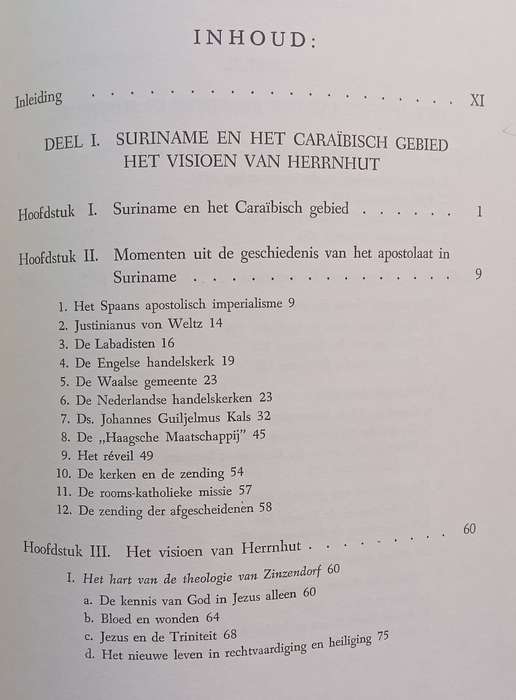 INHOUD:
Inleiding . . . . . . . . . . . . . . . . . . . . XI
DEEL I. SURINAME EN HET CARAÏBISCH GEBIED
HET VISIOEN VAN HERRNHUT
Hoofdstuk I. Suriname en het Caraïbisch gebied . . . . . . 1
Hoofdstuk II. Momenten uit de geschiedenis van het apostolaat in
Suriname . . . . . . . . . . . . . . 9
1. Het Spaans apostolisch imperialisme 9
2. Justinianus von Weltz 14
3. De Labadisten 16
4. De Engelse handelskerk 19
5. De Waalse gemeente 23
6. De Nederlandse handelskerken 23
7. Ds. Johannes Guiljelmus Kals 32
8. De „Haagsche Maatschappij” 45
9. Het réveil 49
10. De kerken en de zending 54
11. De rooms-katholieke missie 57
12. De zending der afgescheidenen 58
Hoofdstuk III. Het visioen van Herrnhut . . . . . . . . 60
I. Het hart van de theologie van Zinzendorf 60
a. De kennis van God in Jezus alleen 60
b. Bloed en wonden 64
c. Jezus en de Triniteit 68
d. Het nieuwe leven in rechtvaardiging en heiliging 75